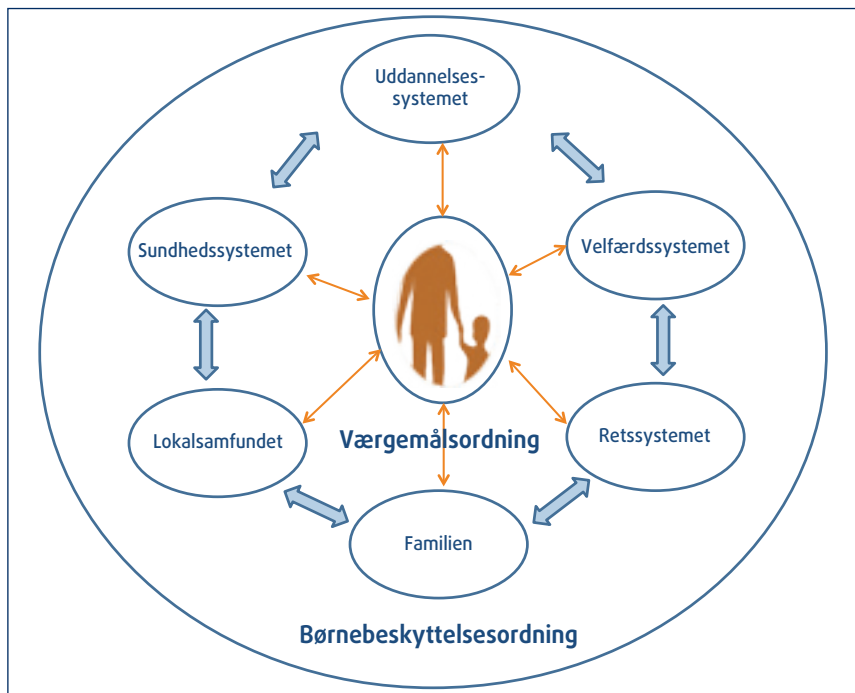 Uddannelses-
systemet
Sundhedssystemet
Velfærdssystemet
Lokalsamfundet
Værgemålsordning
Retssystemet
Familien
Børnebeskyttelsesordning